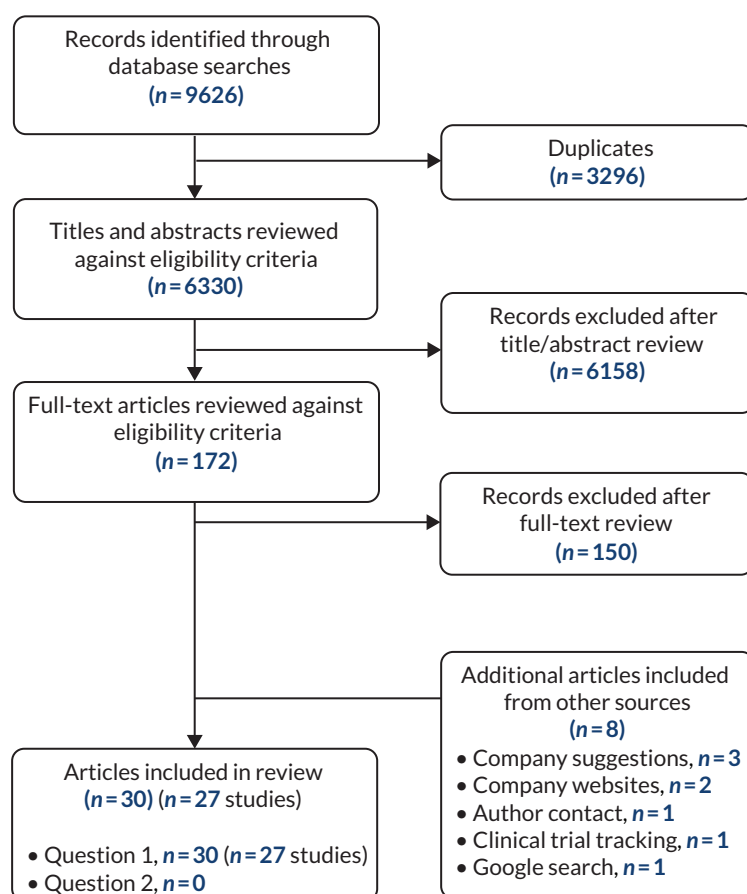 Records identified through
database searches
(n = 9626)
Duplicates
(n = 3296)
Titles and abstracts reviewed
against eligibility criteria
(n = 6330)
Records excluded after
title/abstract review
(n = 6158)
Full-text articles reviewed against
eligibility criteria
(n = 172)
Records excluded after
full-text review
(n = 150)
Additional articles included
from other sources
(n = 8)
• Company suggestions, n = 3
• Company websites, n = 2
• Author contact, n = 1
• Clinical trial tracking, n = 1
• Google search, n = 1
Articles included in review
(n = 30) (n = 27 studies)
• Question 1, n = 30 (n = 27 studies)
• Question 2, n = 0